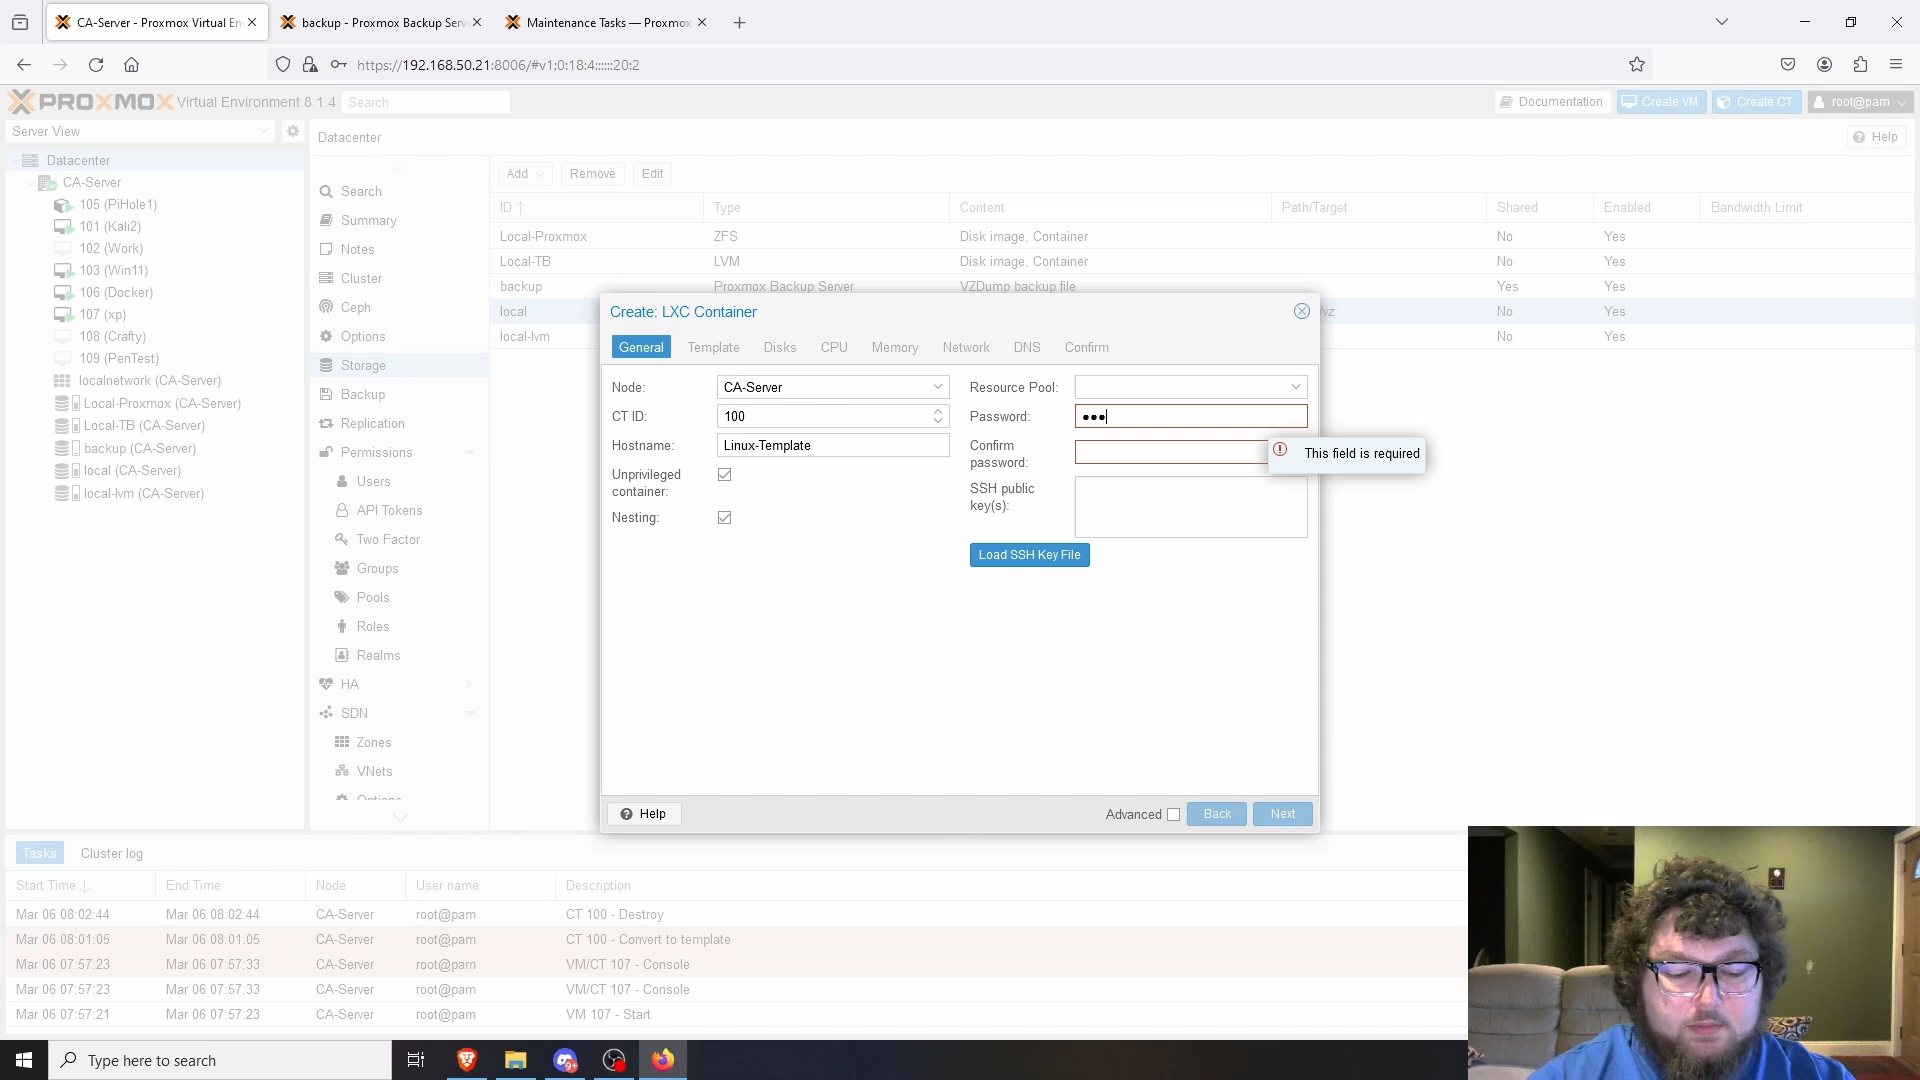 CA-Server - Proxmox Virtual En
backup - Proxmox Backup Serv
Maintenance Tasks — Proxmox
https://192.168.50.21:8006/#v1:0:18:4::::::20:2
PROXMOX Virtual Environment 8.1.4
Search
Documentation
Create VM
Create CT
root@pam
Server View
Datacenter
Help
Datacenter
CA-Server
105 (PiHole1)
101 (Kali2)
102 (Work)
103 (Win11)
106 (Docker)
107 (xp)
108 (Crafty)
109 (PenTest)
localnetwork (CA-Server)
Local-Proxmox (CA-Server)
Local-TB (CA-Server)
backup (CA-Server)
local (CA-Server)
local-lvm (CA-Server)
Search
Summary
Notes
Cluster
Ceph
Options
Storage
Backup
Replication
Permissions
Users
API Tokens
Two Factor
Groups
Pools
Roles
Realms
HA
SDN
Zones
VNets
Options
Add
Remove
Edit
ID
Type
Content
Path/Target
Shared
Enabled
Bandwidth Limit
Local-Proxmox ZFS Disk image, Container No Yes
Local-TB LVM Disk image, Container No Yes
backup Proxmox Backup Server VZDump backup file Yes Yes
local /vz No Yes
local-lvm No Yes
Create: LXC Container
General
Template
Disks
CPU
Memory
Network
DNS
Confirm
Node: CA-Server
CT ID: 100
Hostname: Linux-Template
Unprivileged
container:
Nesting:
Resource Pool:
Password: ●●●
Confirm
password:
This field is required
SSH public
key(s):
Load SSH Key File
Help
Advanced
Back
Next
Tasks
Cluster log
Start Time
End Time
Node
User name
Description
Mar 06 08:02:44 Mar 06 08:02:44 CA-Server root@pam CT 100 - Destroy
Mar 06 08:01:05 Mar 06 08:01:05 CA-Server root@pam CT 100 - Convert to template
Mar 06 07:57:23 Mar 06 07:57:33 CA-Server root@pam VM/CT 107 - Console
Mar 06 07:57:23 Mar 06 07:57:33 CA-Server root@pam VM/CT 107 - Console
Mar 06 07:57:21 Mar 06 07:57:23 CA-Server root@pam VM 107 - Start
Type here to search
9+